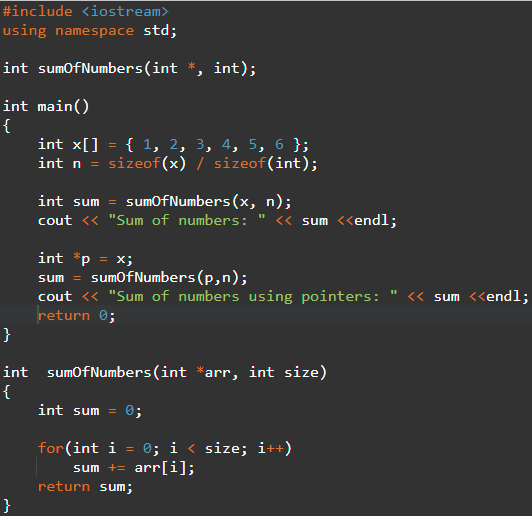 #include <iostream>
using namespace std;
int sumOfNumbers(int *, int);
int main()
{
int x[] = { 1, 2, 3, 4, 5, 6 };
int n = sizeof(x) / sizeof(int);
int sum = sumOfNumbers(x, n);
cout << "Sum of numbers: " << sum <<endl;
int *p = x;
sum = sumOfNumbers(p,n);
cout << "Sum of numbers using pointers: " << sum <<endl;
return 0;
}
int  sumOfNumbers(int *arr, int size)
{
int sum = 0;
for(int i = 0; i < size; i++)
sum += arr[i];
return sum;
}